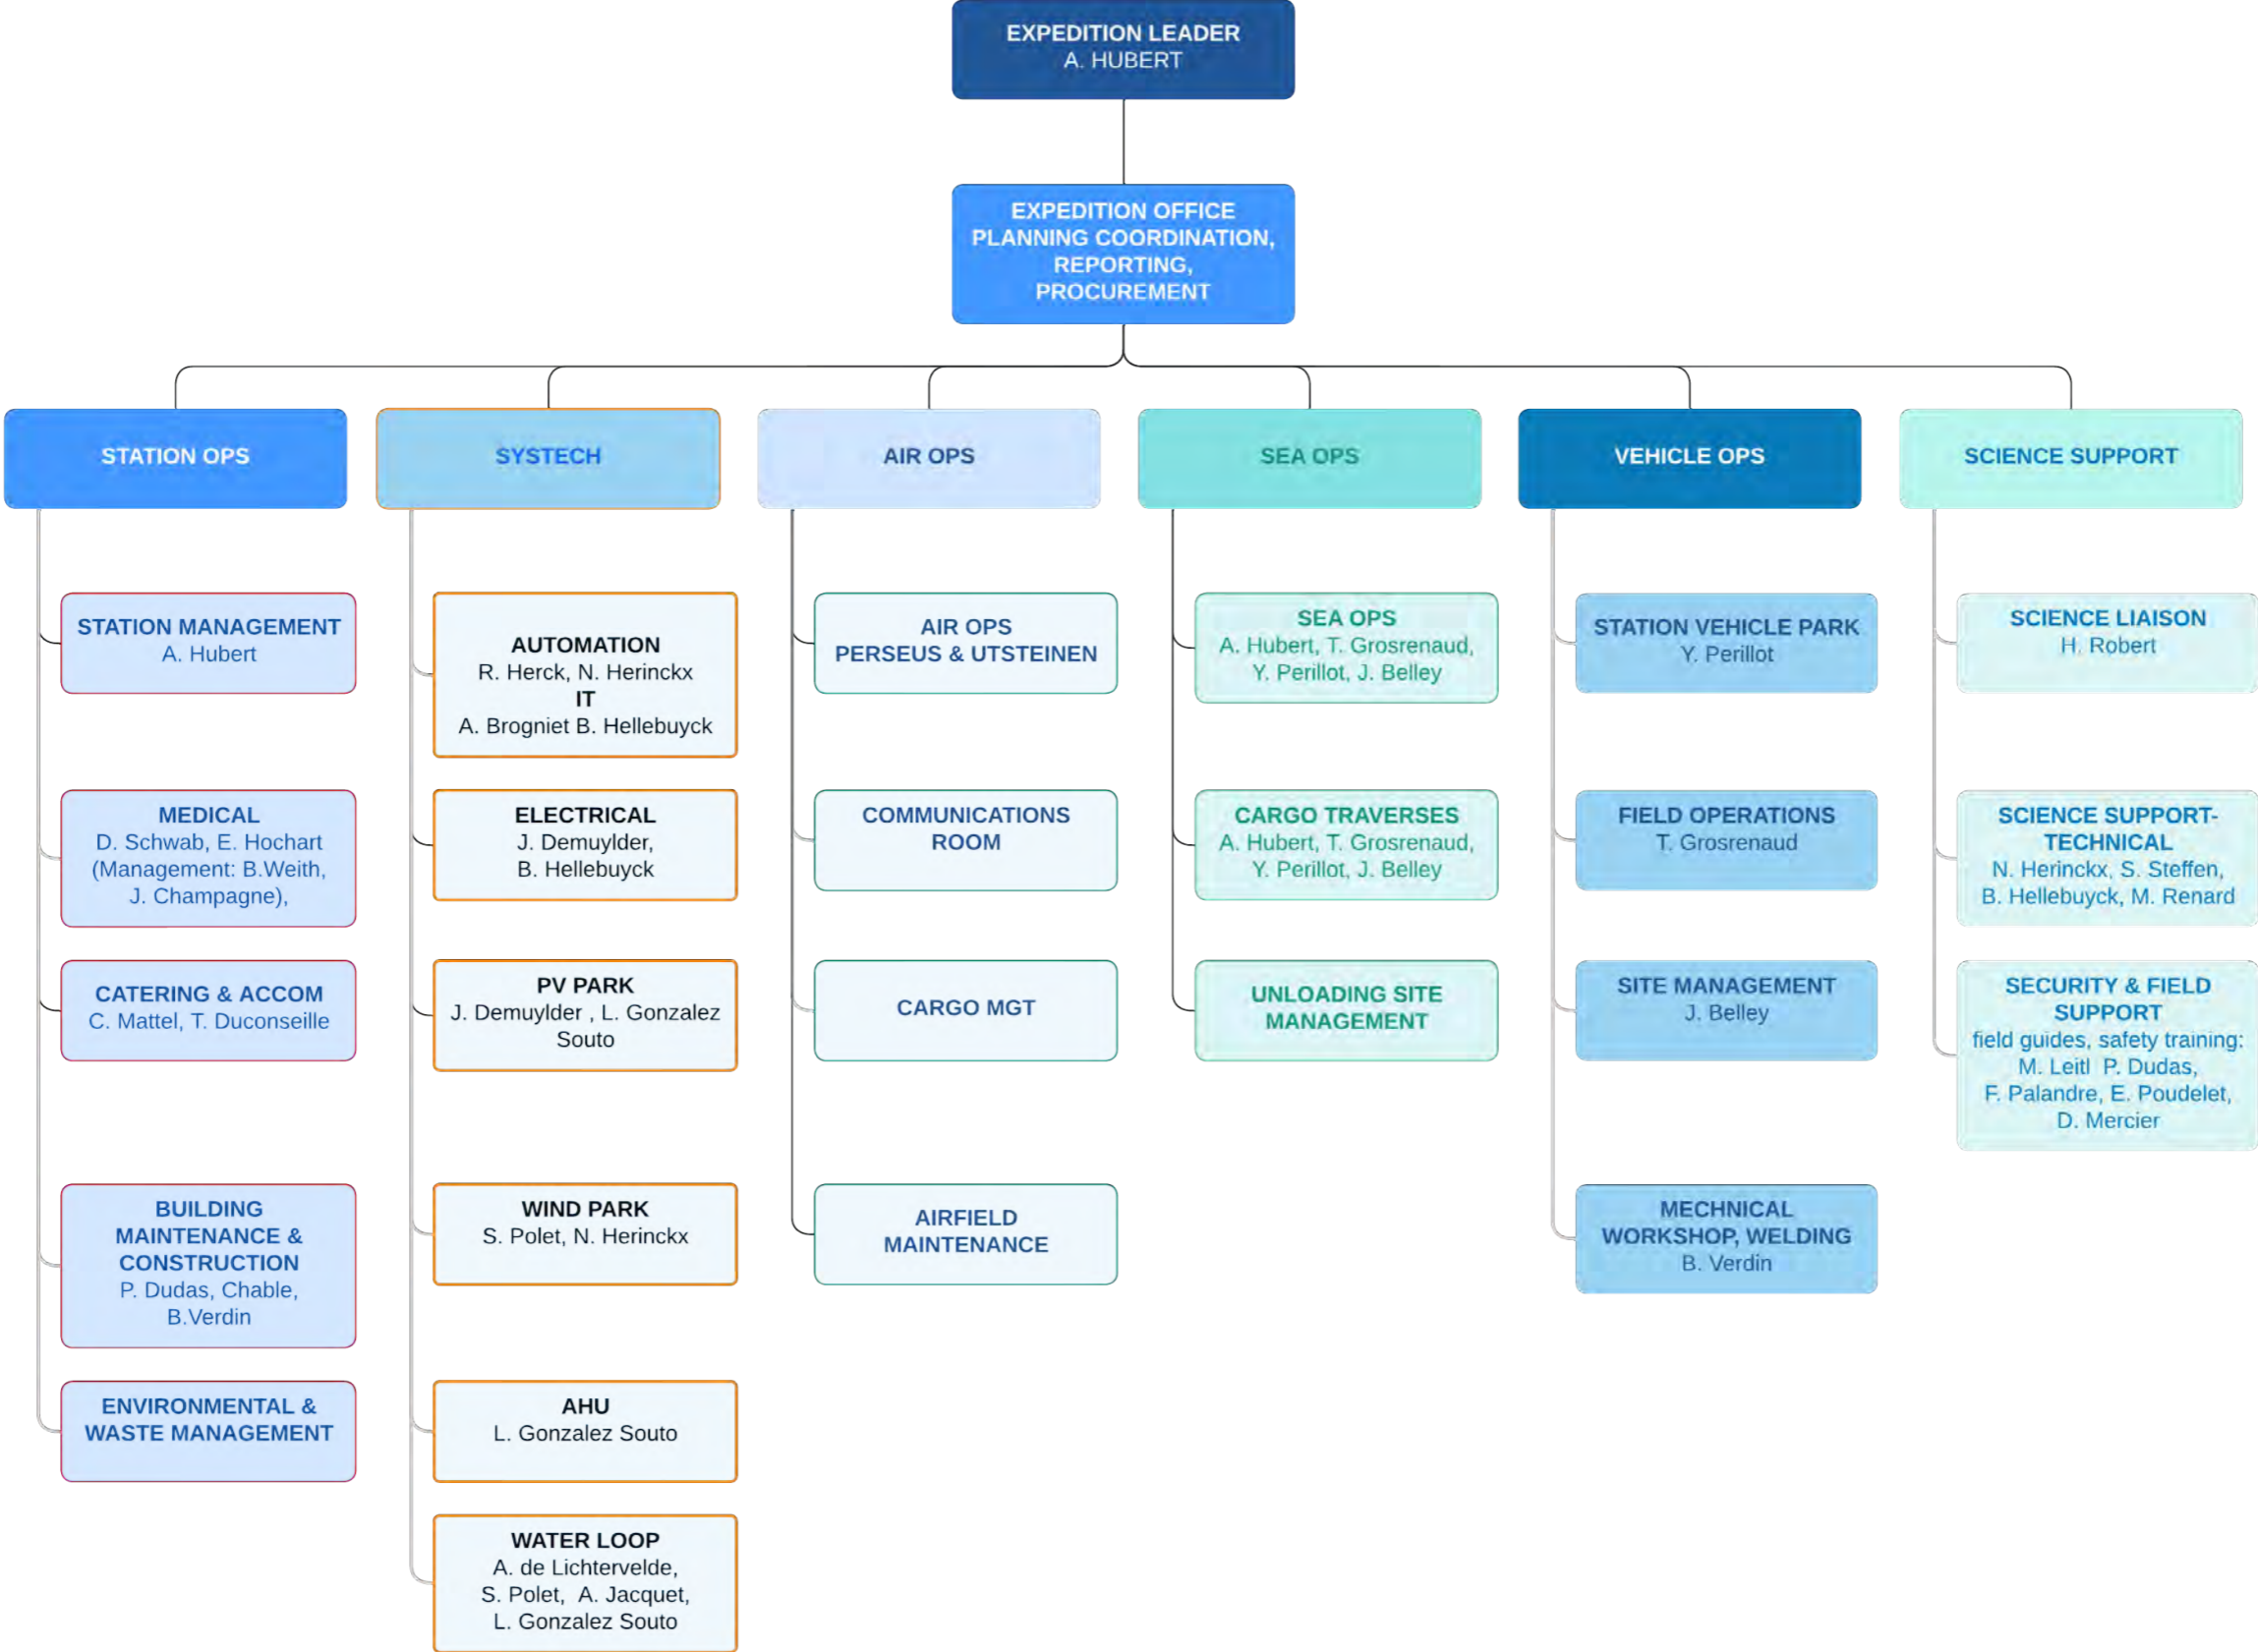 EXPEDITION LEADER
A. HUBERT
EXPEDITION OFFICE
PLANNING COORDINATION,
REPORTING,
PROCUREMENT
STATION OPS
SYSTECH
AIR OPS
SEA OPS
VEHICLE OPS
SCIENCE SUPPORT
STATION MANAGEMENT
A. Hubert
MEDICAL
D. Schwab, E. Hochart
(Management: B.Weith,
J. Champagne),
CATERING & ACCOM
C. Mattel, T. Duconseille
BUILDING
MAINTENANCE &
CONSTRUCTION
P. Dudas, Chable,
B.Verdin
ENVIRONMENTAL &
WASTE MANAGEMENT
AUTOMATION
R. Herck, N. Herinckx
IT
A. Brogniet B. Hellebuyck
ELECTRICAL
J. Demuylder,
B. Hellebuyck
PV PARK
J. Demuylder , L. Gonzalez
Souto
WIND PARK
S. Polet, N. Herinckx
AHU
L. Gonzalez Souto
WATER LOOP
A. de Lichtervelde,
S. Polet,  A. Jacquet,
L. Gonzalez Souto
AIR OPS
PERSEUS & UTSTEINEN
COMMUNICATIONS
ROOM
CARGO MGT
AIRFIELD
MAINTENANCE
SEA OPS
A. Hubert, T. Grosrenaud,
Y. Perillot, J. Belley
CARGO TRAVERSES
A. Hubert, T. Grosrenaud,
Y. Perillot, J. Belley
UNLOADING SITE
MANAGEMENT
STATION VEHICLE PARK
Y. Perillot
FIELD OPERATIONS
T. Grosrenaud
SITE MANAGEMENT
J. Belley
MECHNICAL
WORKSHOP, WELDING
B. Verdin
SCIENCE LIAISON
H. Robert
SCIENCE SUPPORT-
TECHNICAL
N. Herinckx, S. Steffen,
B. Hellebuyck, M. Renard
SECURITY & FIELD
SUPPORT
field guides, safety training:
M. Leitl  P. Dudas,
F. Palandre, E. Poudelet,
D. Mercier